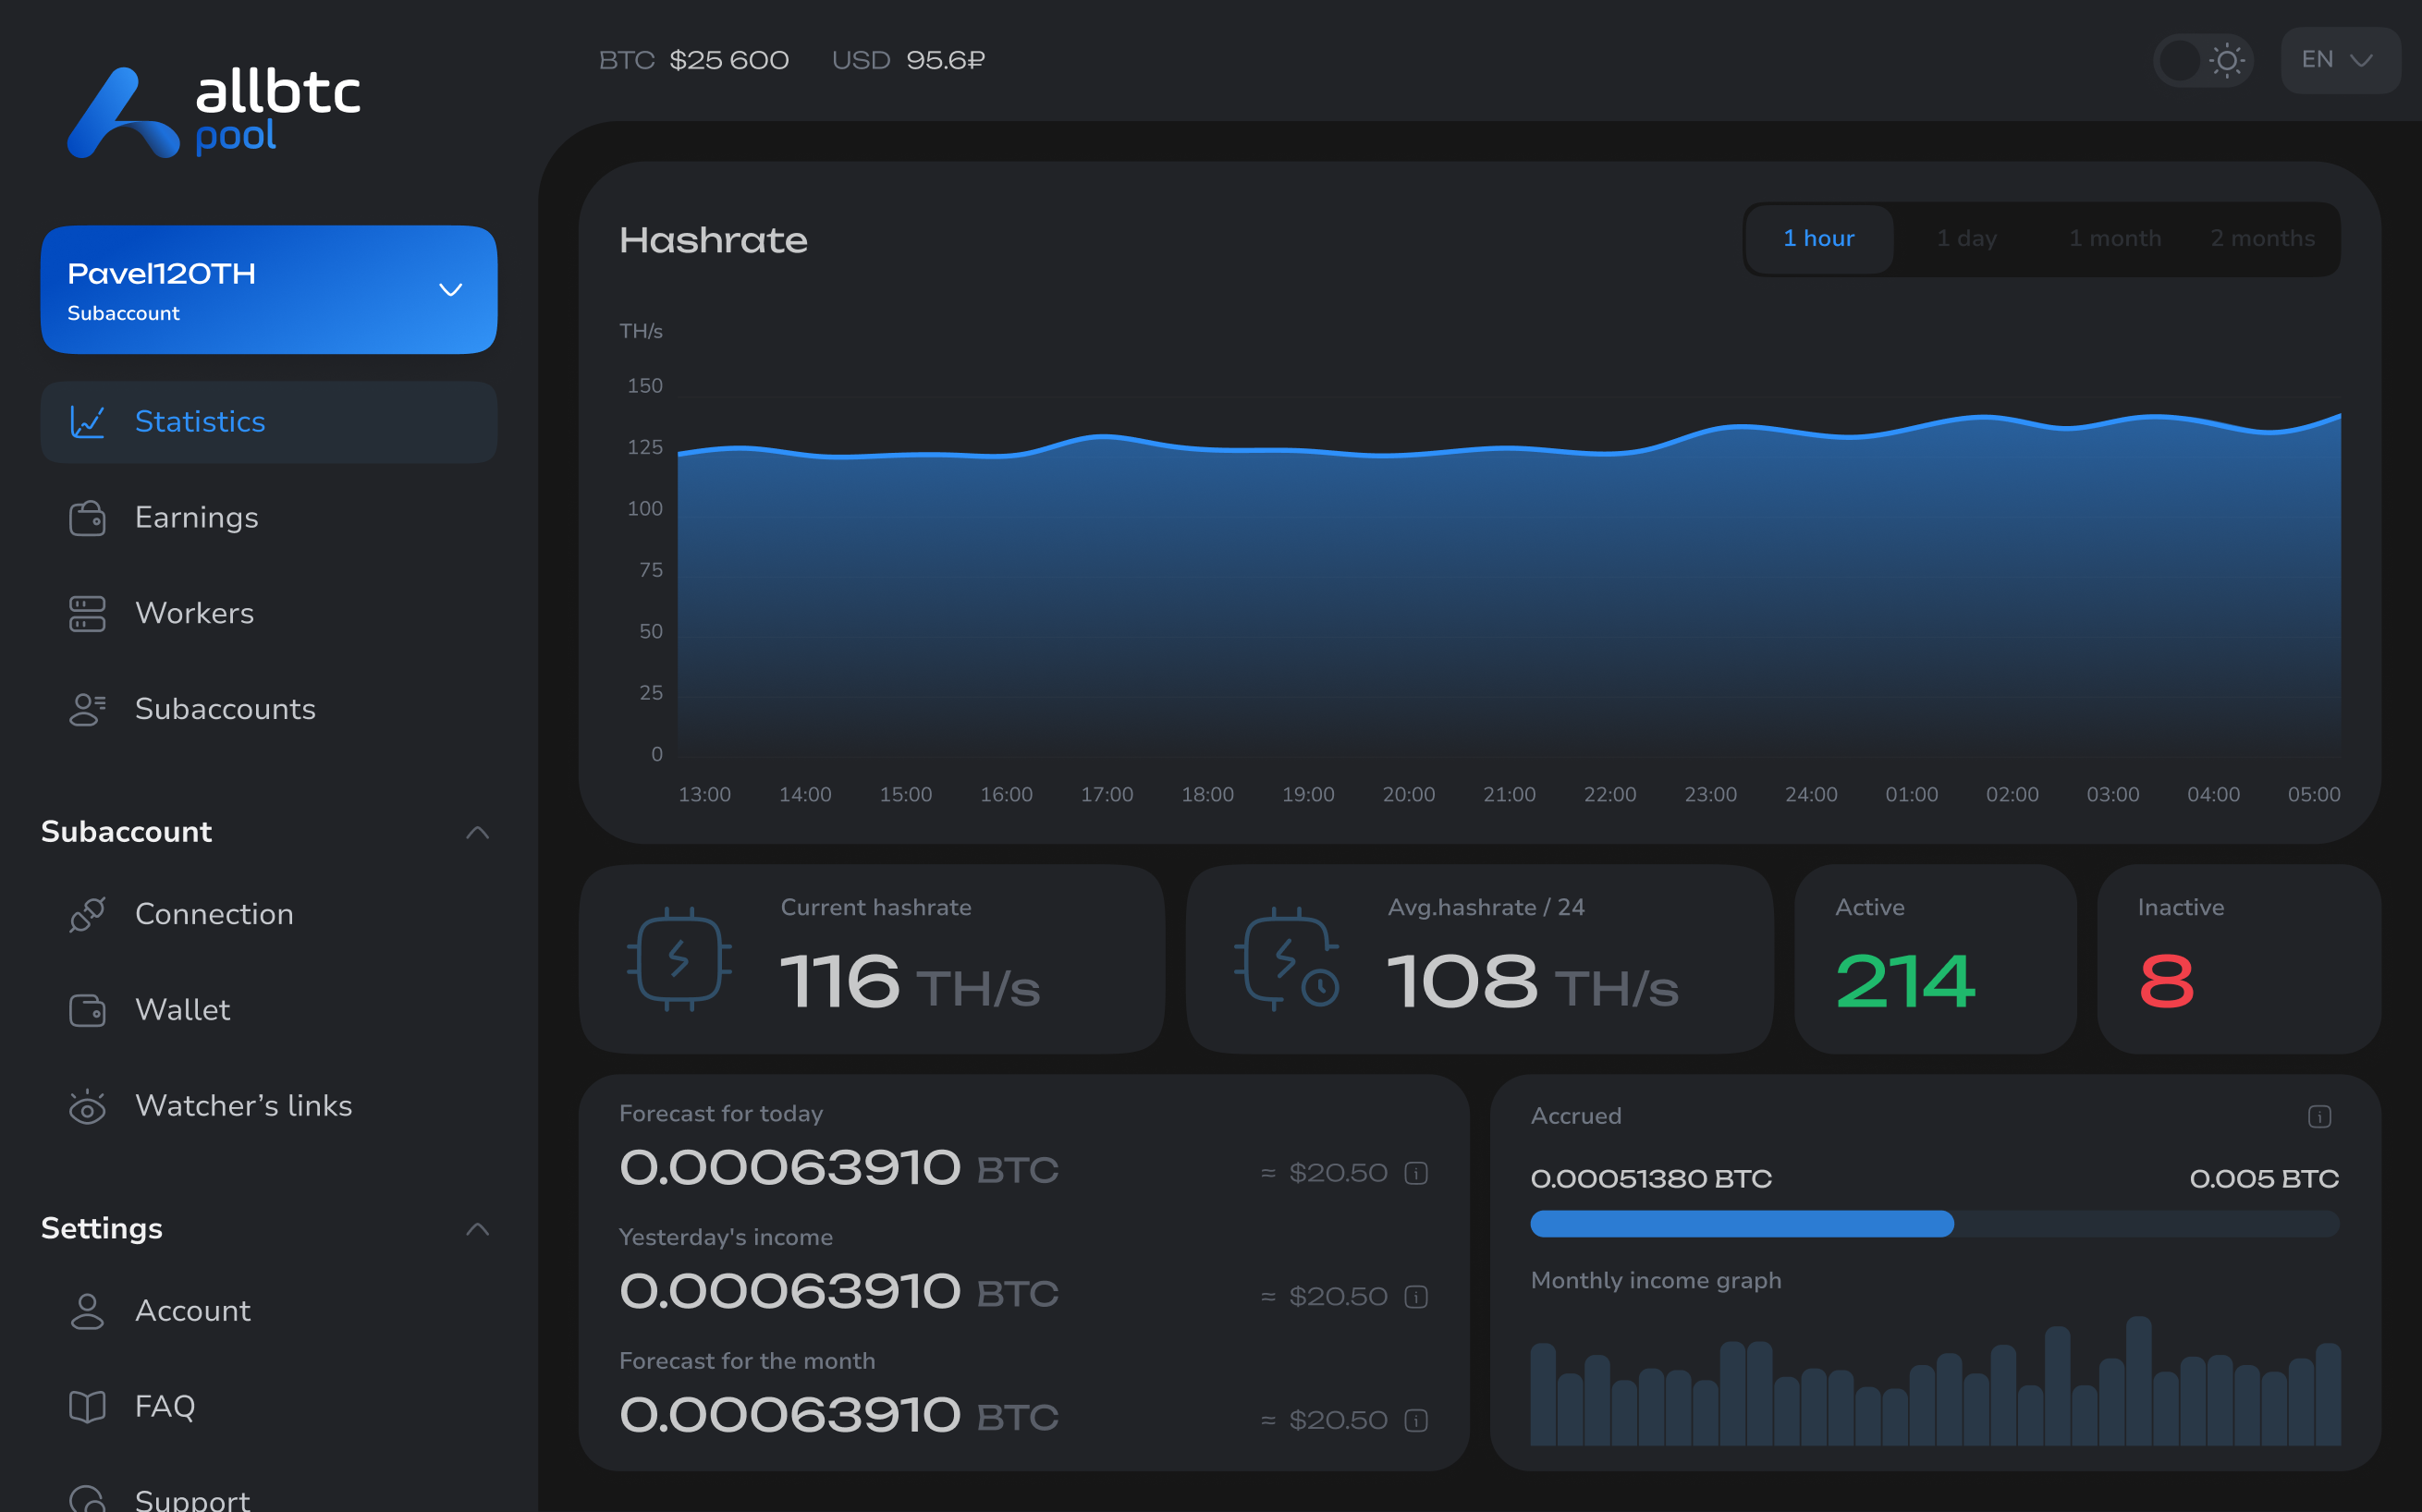 allbtc
pool
BTC $25 600 USD 95.6₽
EN
Pavel120TH
Subaccount
Statistics
Earnings
Workers
Subaccounts
Subaccount
Connection
Wallet
Watcher’s links
Settings
Account
FAQ
Support
Hashrate
1 hour 1 day 1 month 2 months
TH/s
150
125
100
75
50
25
0
13:00 14:00 15:00 16:00 17:00 18:00 19:00 20:00 21:00 22:00 23:00 24:00 01:00 02:00 03:00 04:00 05:00
Current hashrate
116 TH/s
Avg.hashrate / 24
108 TH/s
Active
214
Inactive
8
Forecast for today
0.00063910 BTC ≈ $20.50
Yesterday's income
0.00063910 BTC ≈ $20.50
Forecast for the month
0.00063910 BTC ≈ $20.50
Accrued
0.00051380 BTC 0.005 BTC
Monthly income graph